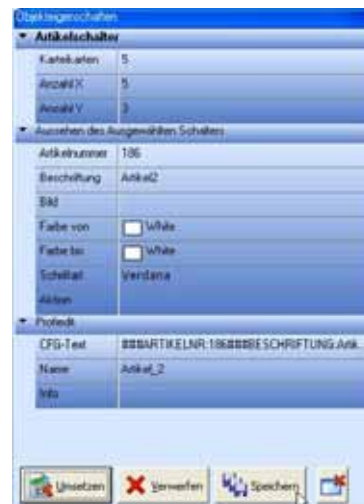 Objekteigenschaften
Artikelschalter
Karteikarten 5
Anzahl X 5
Anzahl Y 3
Aussehen des Ausgewählten Schalters
Artikelnummer 186
Beschriftung Artikel2
Bild
Farbe von White
Farbe bis White
Schriftart Verdana
Aktion
Profiedit
CFG-Text ###ARTIKELNR:186###BESCHRIFTUNG:Artik
Name Artikel_2
Info
Umsetzen Verwerfen Speichern